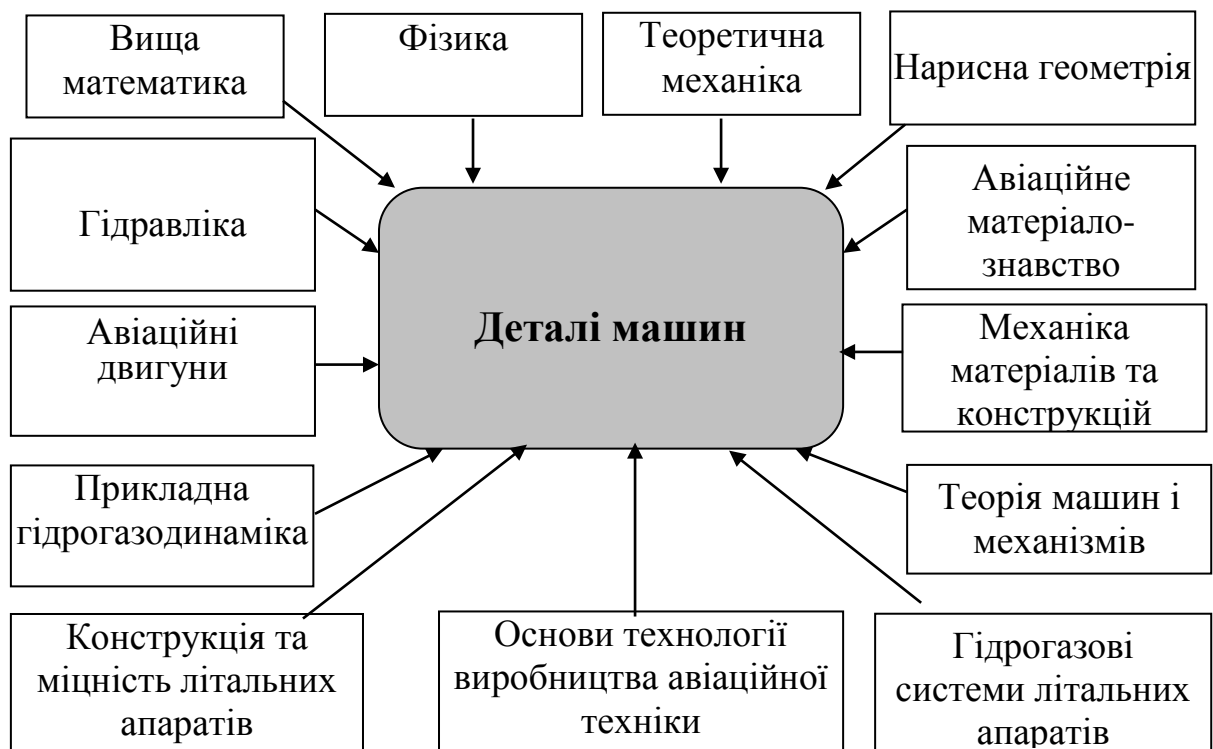 Вища
математика
Фізика
Теоретична
механіка
Нарисна геометрія
Гідравліка
Авіаційне
матеріало-
знавство
Деталі машин
Авіаційні
двигуни
Механіка
матеріалів та
конструкцій
Прикладна
гідрогазодинаміка
Теорія машин і
механізмів
Конструкція та
міцність літальних
апаратів
Основи технології
виробництва авіаційної
техніки
Гідрогазові
системи літальних
апаратів